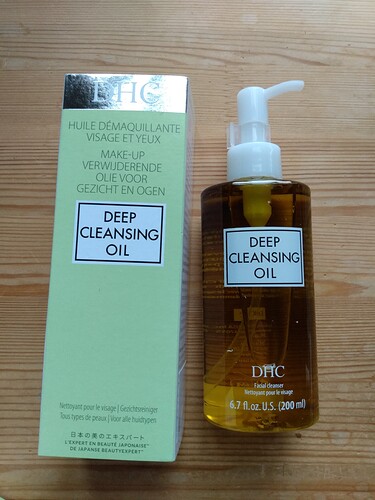 DHC
HUILE DÉMAQUILLANTE
VISAGE ET YEUX
MAKE-UP
VERWIJDERENDE
OLIE VOOR
GEZICHT EN OGEN
DEEP
CLEANSING
OIL
Nettoyant pour le visage | Gezichtsreiniger
Tous types de peaux | Voor alle huidtypen
日本の美のエキスパート
L'EXPERT EN BEAUTÉ JAPONAISE™
DE JAPANSE BEAUTYEXPERT™
DEEP
CLEANSING
OIL
DHC
Facial cleanser
Nettoyant pour le visage
6.7 fl.oz. U.S. (200 ml)